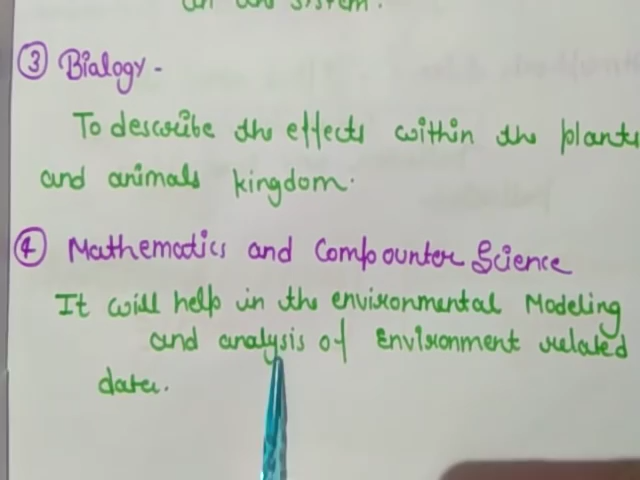 ③ Bialogy -
To describe the effects within the plants
and animals kingdom.
④ Mathematics and Compounter Science
It will help in the environmental Modeling
and analysis of Environment related
data.